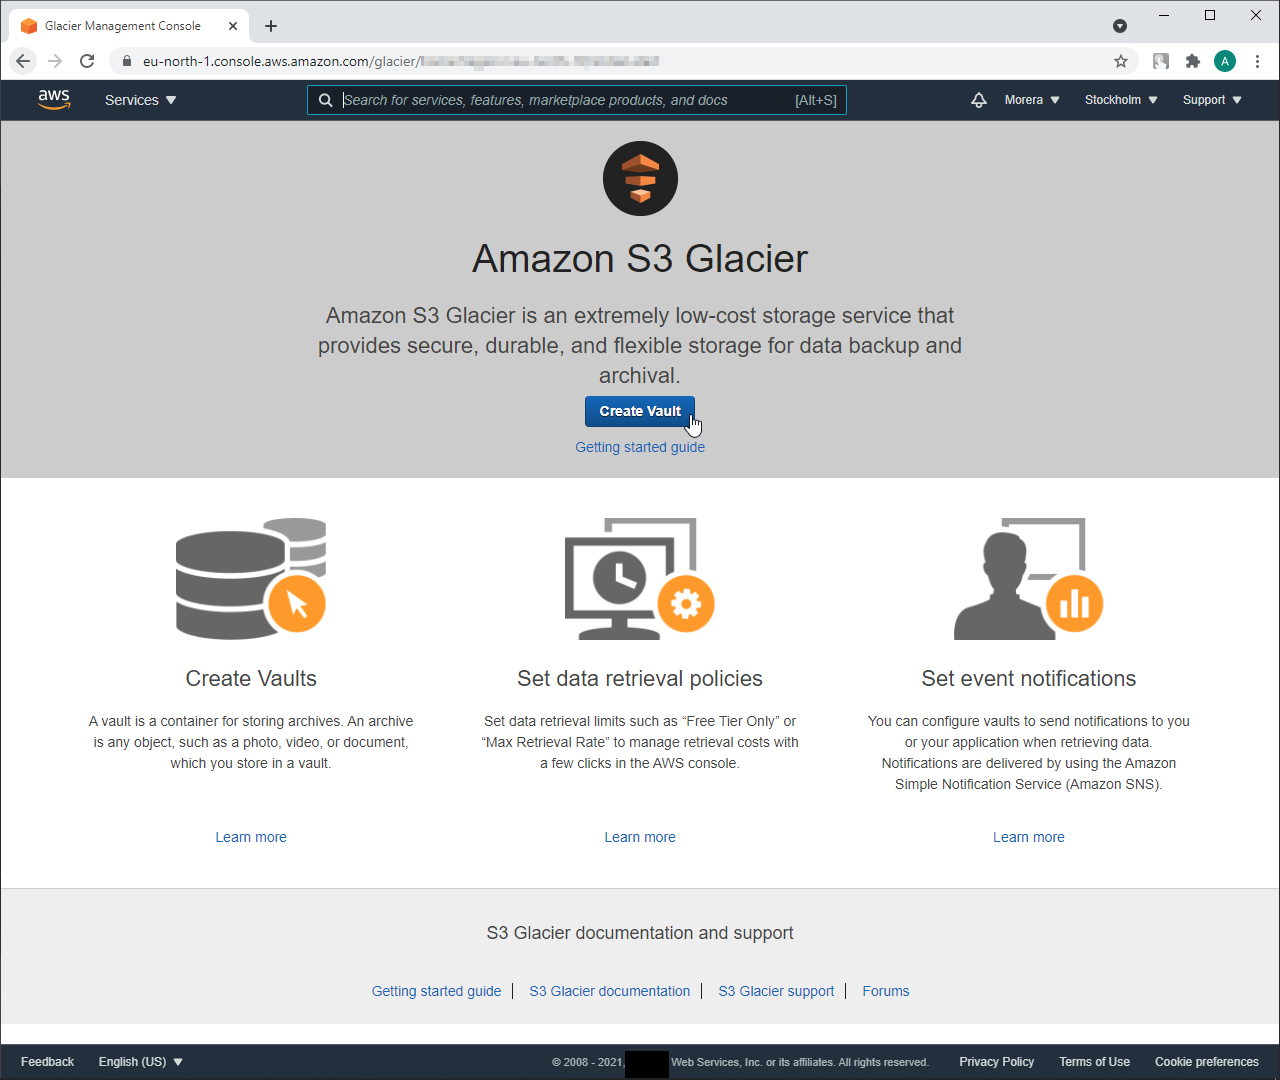 Glacier Management Console
eu-north-1.console.aws.amazon.com/glacier/
A
aws
Services
Search for services, features, marketplace products, and docs [Alt+S]
Morera
Stockholm
Support
Amazon S3 Glacier
Amazon S3 Glacier is an extremely low-cost storage service that
provides secure, durable, and flexible storage for data backup and
archival.
Create Vault
Getting started guide
Create Vaults
A vault is a container for storing archives. An archive
is any object, such as a photo, video, or document,
which you store in a vault.
Learn more
Set data retrieval policies
Set data retrieval limits such as “Free Tier Only” or
“Max Retrieval Rate” to manage retrieval costs with
a few clicks in the AWS console.
Learn more
Set event notifications
You can configure vaults to send notifications to you
or your application when retrieving data.
Notifications are delivered by using the Amazon
Simple Notification Service (Amazon SNS).
Learn more
S3 Glacier documentation and support
Getting started guide
S3 Glacier documentation
S3 Glacier support
Forums
Feedback
English (US)
© 2008 - 2021, Web Services, Inc. or its affiliates. All rights reserved.
Privacy Policy
Terms of Use
Cookie preferences